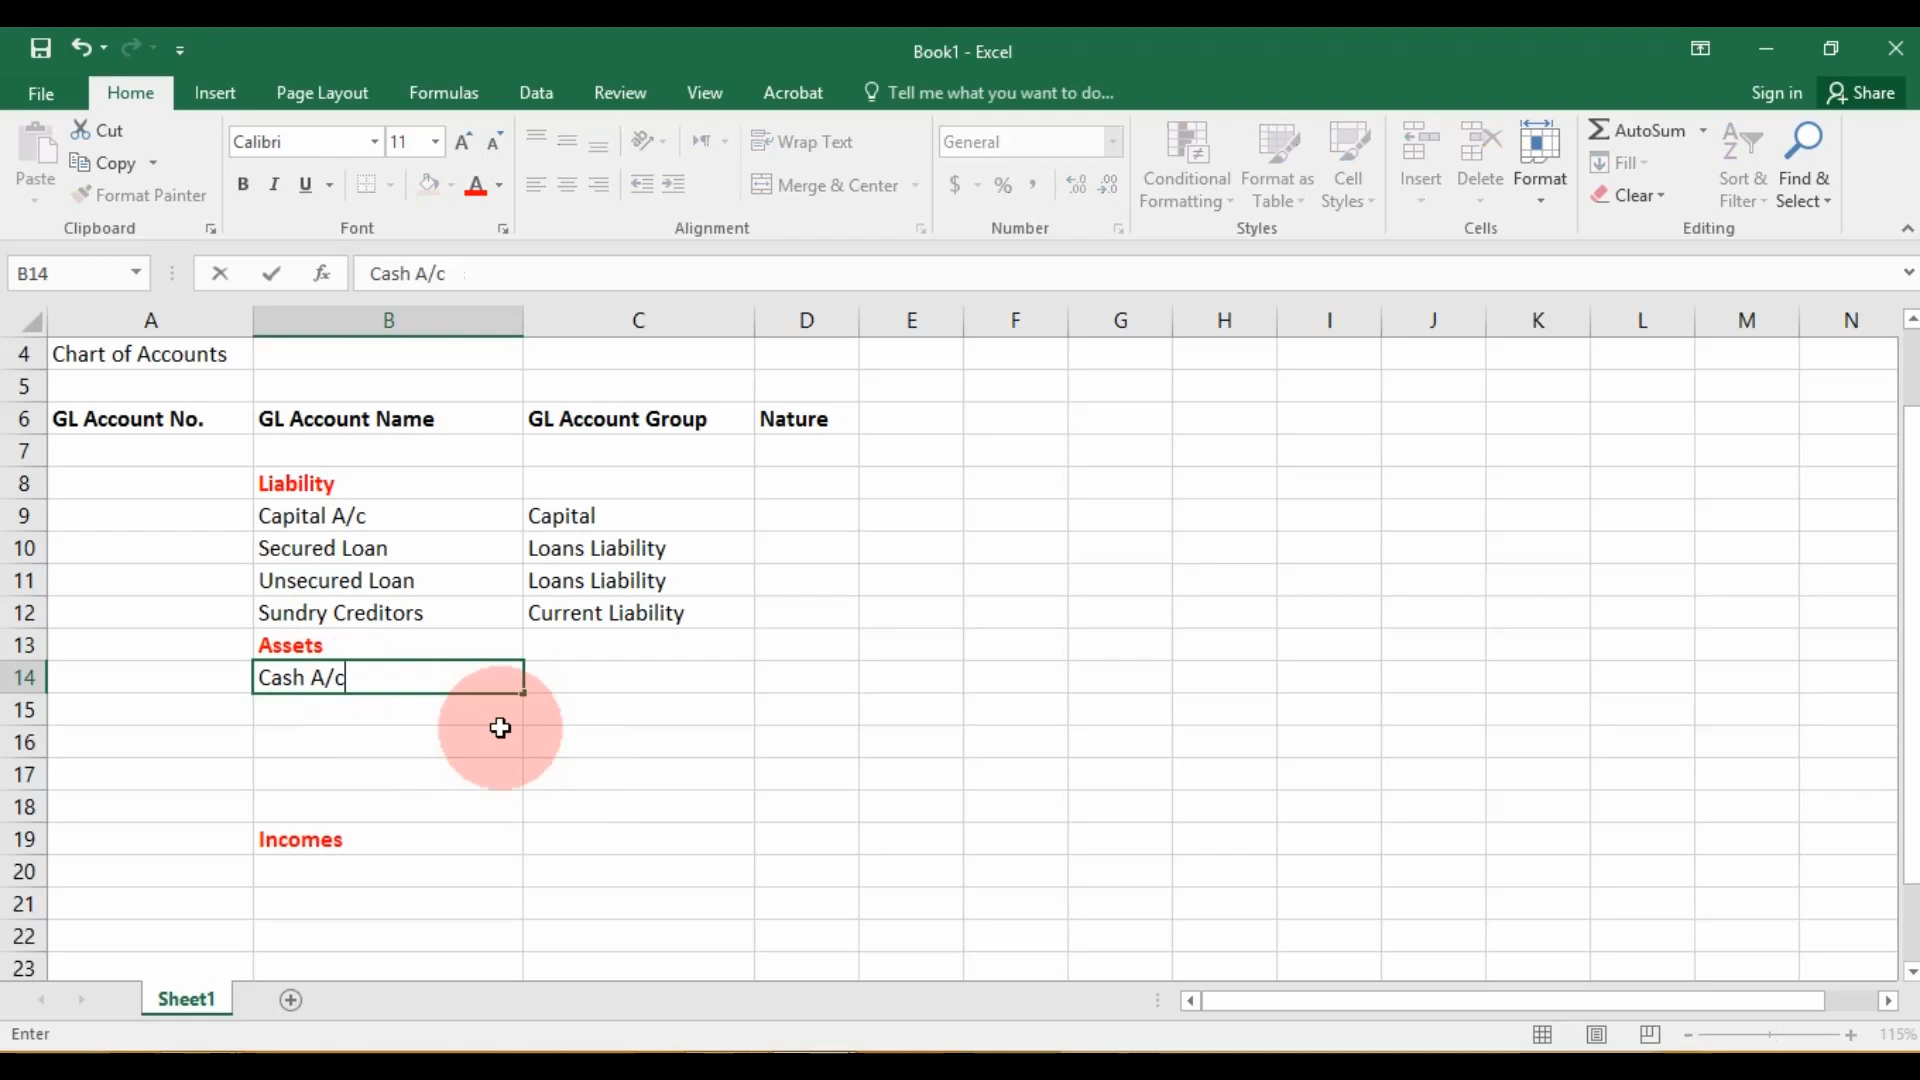 Book1 - Excel
File Home Insert Page Layout Formulas Data Review View Acrobat Tell me what you want to do... Sign in Share
Paste Cut Copy Format Painter Clipboard
Calibri 11 B I U A Font
Wrap Text Merge & Center Alignment
General $ % , Number
Conditional Formatting Format as Table Cell Styles Styles
Insert Delete Format Cells
AutoSum Fill Clear Sort & Filter Find & Select Editing
B14 fx Cash A/c
A B C D E F G H I J K L M N
4 Chart of Accounts
5
6 GL Account No. GL Account Name GL Account Group Nature
7
8 Liability
9 Capital A/c Capital
10 Secured Loan Loans Liability
11 Unsecured Loan Loans Liability
12 Sundry Creditors Current Liability
13 Assets
14 Cash A/c
15
16
17
18
19 Incomes
20
21
22
23
Sheet1
Enter 115%